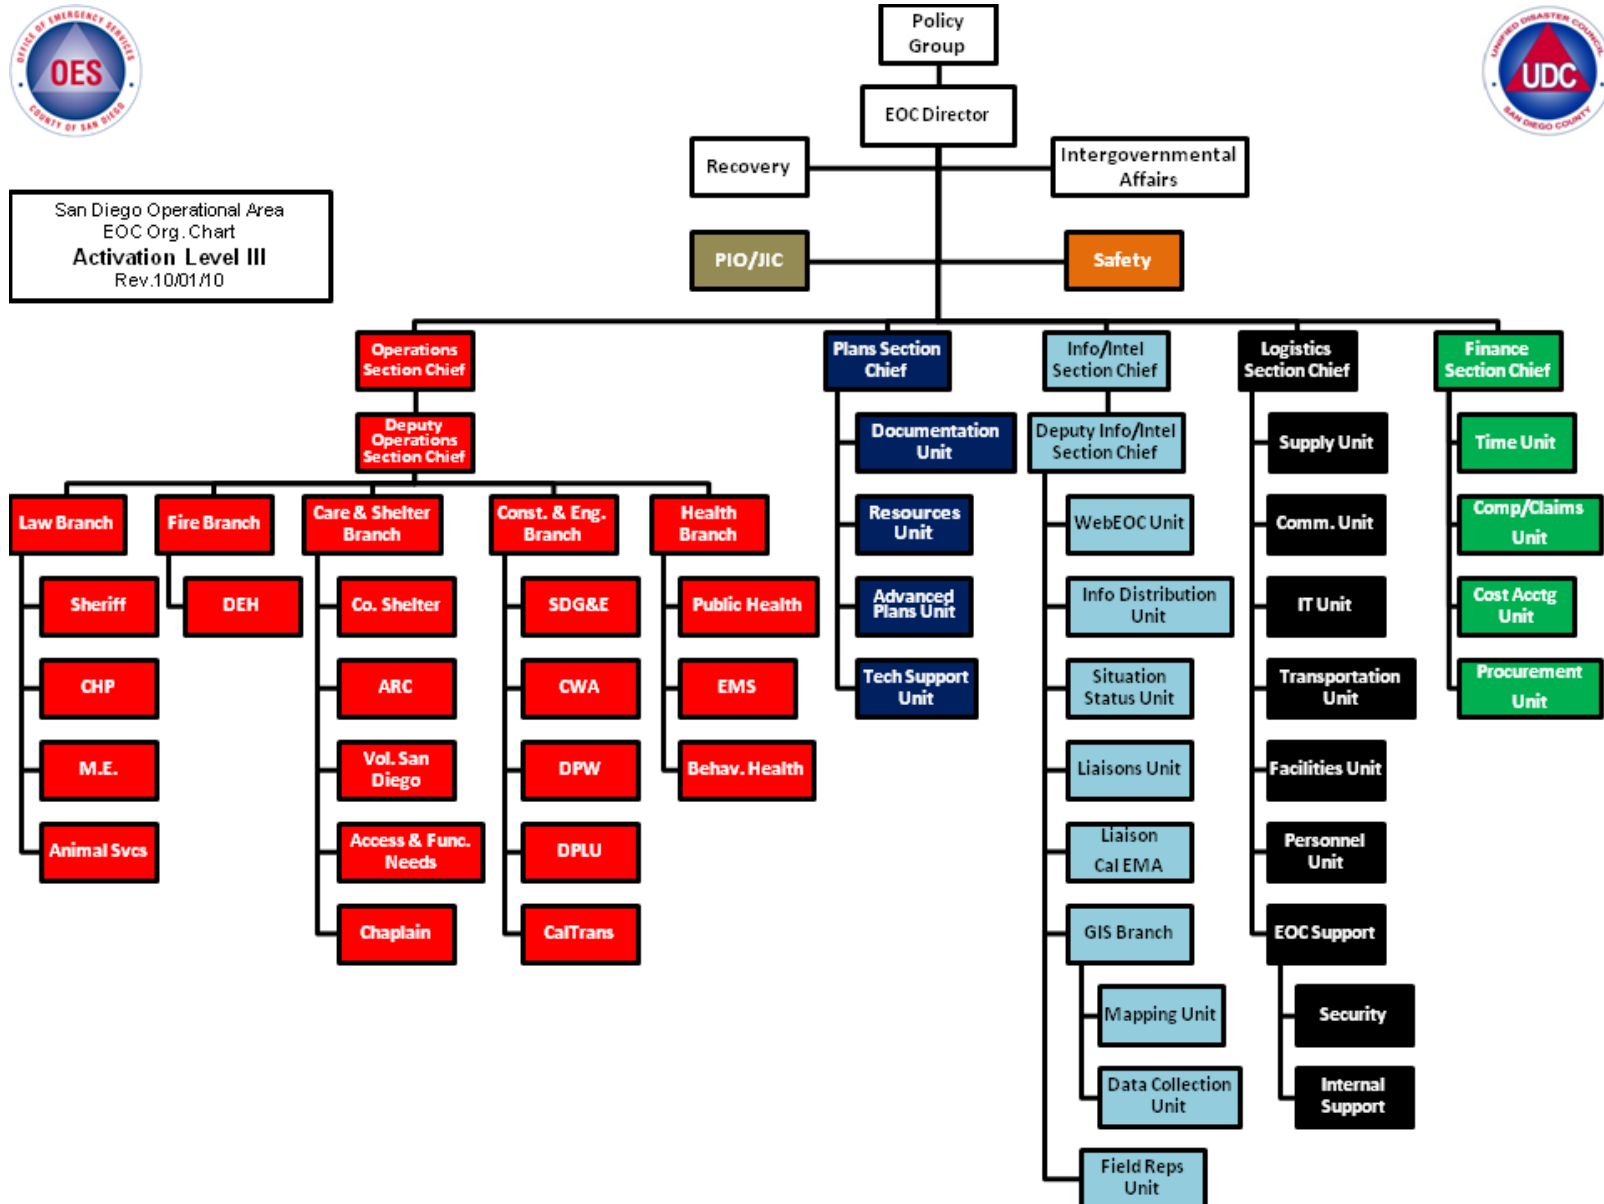 OFFICE OF EMERGENCY SERVICES
OES
COUNTY OF SAN DIEGO
Policy
Group
UNIFIED DISASTER COUNCIL
UDC
SAN DIEGO COUNTY
EOC Director
Recovery
Intergovernmental
Affairs
San Diego Operational Area
EOC Org. Chart
Activation Level III
Rev.10/01/10
PIO/JIC
Safety
Operations
Section Chief
Deputy
Operations
Section Chief
Law Branch
Sheriff
CHP
M.E.
Animal Svcs
Fire Branch
DEH
Care & Shelter
Branch
Co. Shelter
ARC
Vol. San
Diego
Access & Func.
Needs
Chaplain
Const. & Eng.
Branch
SDG&E
CWA
DPW
DPLU
CalTrans
Health
Branch
Public Health
EMS
Behav. Health
Plans Section
Chief
Documentation
Unit
Resources
Unit
Advanced
Plans Unit
Tech Support
Unit
Info/Intel
Section Chief
Deputy Info/Intel
Section Chief
WebEOC Unit
Info Distribution
Unit
Situation
Status Unit
Liaisons Unit
Liaison
Cal EMA
GIS Branch
Mapping Unit
Data Collection
Unit
Field Reps
Unit
Logistics
Section Chief
Supply Unit
Comm. Unit
IT Unit
Transportation
Unit
Facilities Unit
Personnel
Unit
EOC Support
Security
Internal
Support
Finance
Section Chief
Time Unit
Comp/Claims
Unit
Cost Acctg
Unit
Procurement
Unit